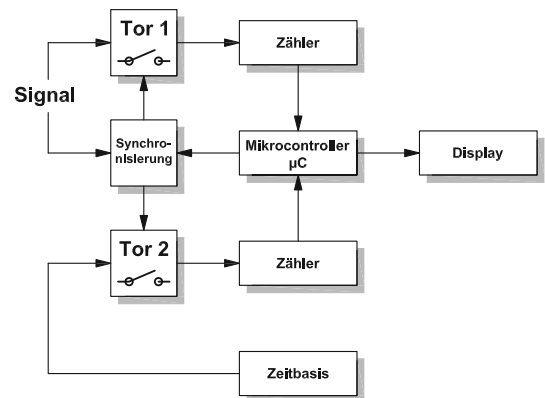 Tor 1
Zähler
Signal
Synchro-
nisierung
Mikrocontroller
µC
Display
Tor 2
Zähler
Zeitbasis